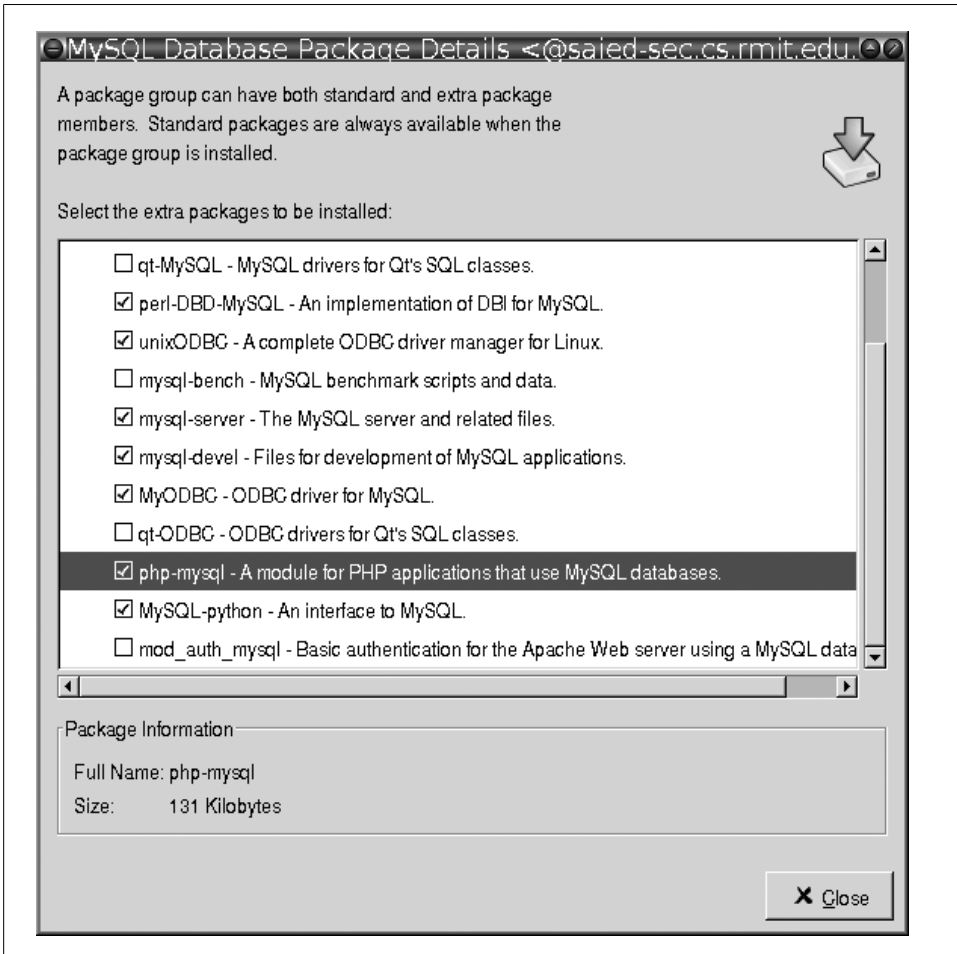 MySQL Database Package Details <@saied-sec.cs.rmit.edu.
A package group can have both standard and extra package
members. Standard packages are always available when the
package group is installed.
Select the extra packages to be installed:
qt-MySQL - MySQL drivers for Qt's SQL classes.
perl-DBD-MySQL - An implementation of DBI for MySQL.
unixODBC - A complete ODBC driver manager for Linux.
mysql-bench - MySQL benchmark scripts and data.
mysql-server - The MySQL server and related files.
mysql-devel - Files for development of MySQL applications.
MyODBC - ODBC driver for MySQL.
qt-ODBC - ODBC drivers for Qt's SQL classes.
php-mysql - A module for PHP applications that use MySQL databases.
MySQL-python - An interface to MySQL.
mod_auth_mysql - Basic authentication for the Apache Web server using a MySQL data
Package Information
Full Name: php-mysql
Size: 131 Kilobytes
Close